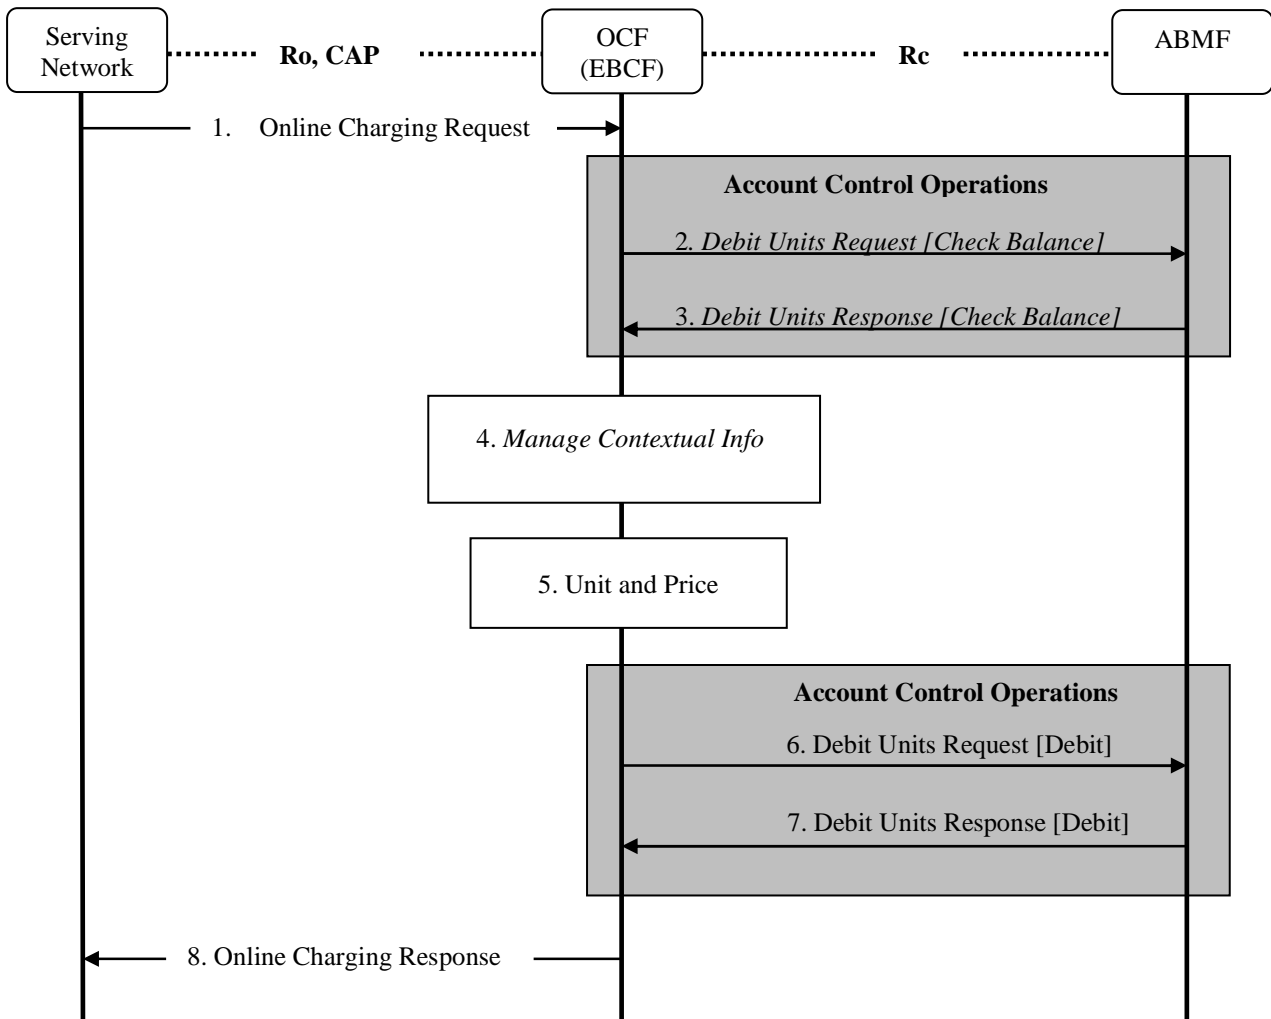 Serving
Network
Ro, CAP
OCF
(EBCF)
Rc
ABMF
1. Online Charging Request
Account Control Operations
2. Debit Units Request [Check Balance]
3. Debit Units Response [Check Balance]
4. Manage Contextual Info
5. Unit and Price
Account Control Operations
6. Debit Units Request [Debit]
7. Debit Units Response [Debit]
8. Online Charging Response